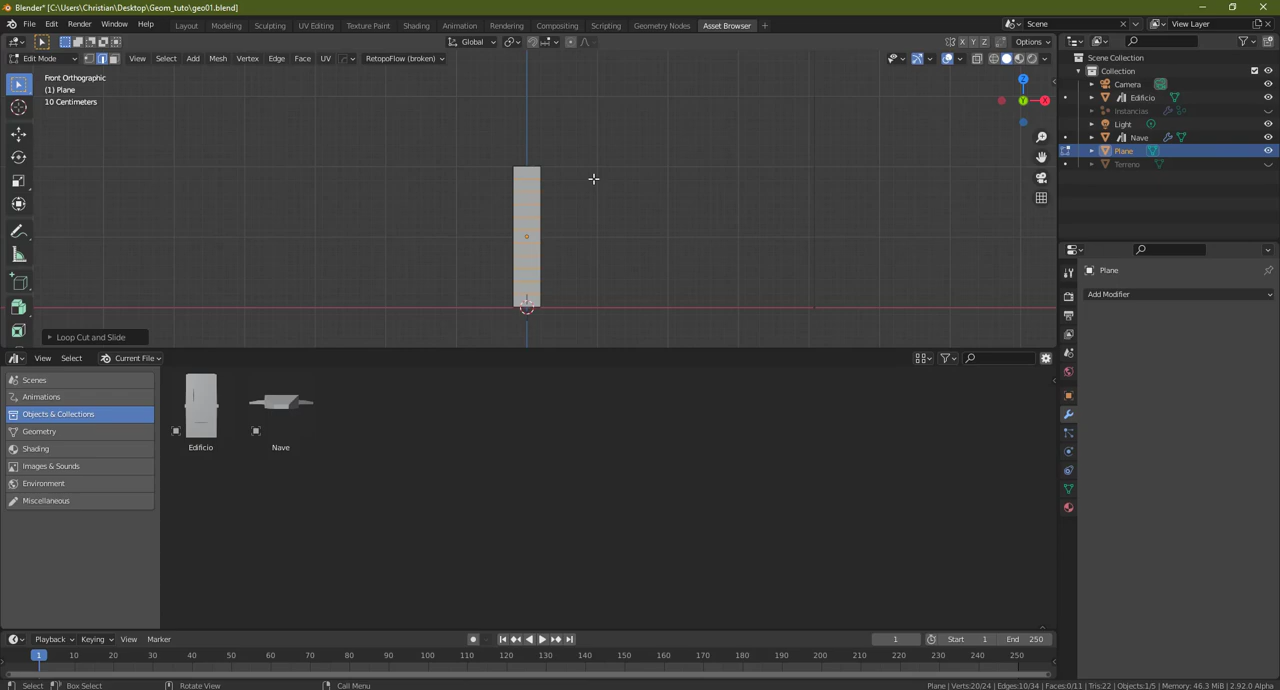 Blender* [C:\Users\Christian\Desktop\Geom_tuto\geo01.blend]
File Edit Render Window Help Layout Modeling Sculpting UV Editing Texture Paint Shading Animation Rendering Compositing Scripting Geometry Nodes Asset Browser + Scene View Layer
Global X Y Z Options
Edit Mode View Select Add Mesh Vertex Edge Face UV RetopoFlow (broken)
Front Orthographic
(1) Plane
10 Centimeters
Z
Y X
Loop Cut and Slide
Scene Collection
Collection
Camera
Edificio
Instancias
Light
Nave
Plane
Terreno
Plane
Add Modifier
View Select Current File
Scenes
Animations
Objects & Collections
Geometry
Shading
Images & Sounds
Environment
Miscellaneous
Edificio Nave
Playback Keying View Marker 1 Start 1 End 250
1 10 20 30 40 50 60 70 80 90 100 110 120 130 140 150 160 170 180 190 200 210 220 230 240 250
Select Box Select Rotate View Call Menu Plane | Verts:20/24 | Edges:10/34 | Faces:0/11 | Tris:22 | Objects:1/5 | Memory: 46.3 MiB | 2.92.0 Alpha